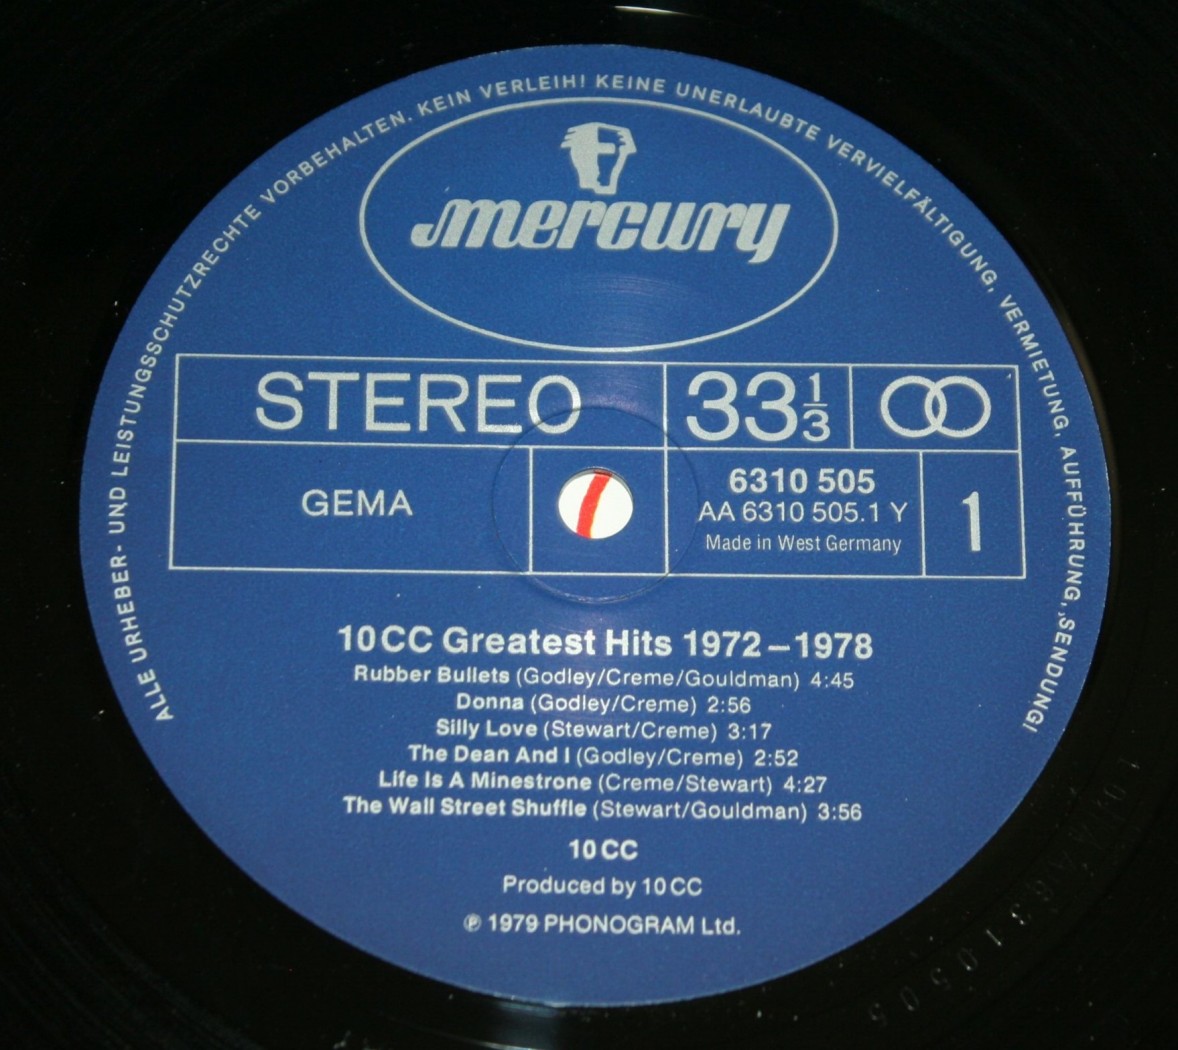 ALLE URHEBER- UND LEISTUNGSSCHUTZRECHTE VORBEHALTEN. KEIN VERLEIH! KEINE UNERLAUBTE VERVIELFÄLTIGUNG, VERMIETUNG, AUFFÜHRUNG, SENDUNG!
mercury
STEREO 33 1/3
GEMA
6310 505
AA 6310 505.1 Y
Made in West Germany
1
10CC Greatest Hits 1972–1978
Rubber Bullets (Godley/Creme/Gouldman) 4:45
Donna (Godley/Creme) 2:56
Silly Love (Stewart/Creme) 3:17
The Dean And I (Godley/Creme) 2:52
Life Is A Minestrone (Creme/Stewart) 4:27
The Wall Street Shuffle (Stewart/Gouldman) 3:56
10CC
Produced by 10CC
℗ 1979 PHONOGRAM Ltd.